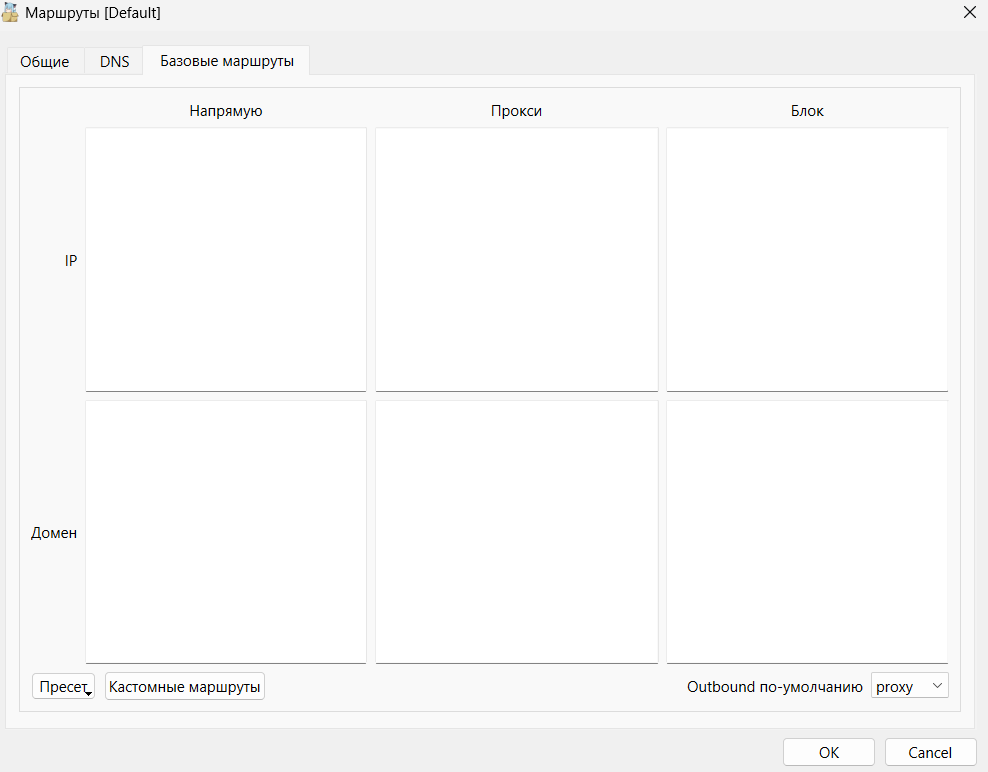 Маршруты [Default]
Общие
DNS
Базовые маршруты
Напрямую
Прокси
Блок
IP
Домен
Пресет
Кастомные маршруты
Outbound по-умолчанию
proxy
OK
Cancel